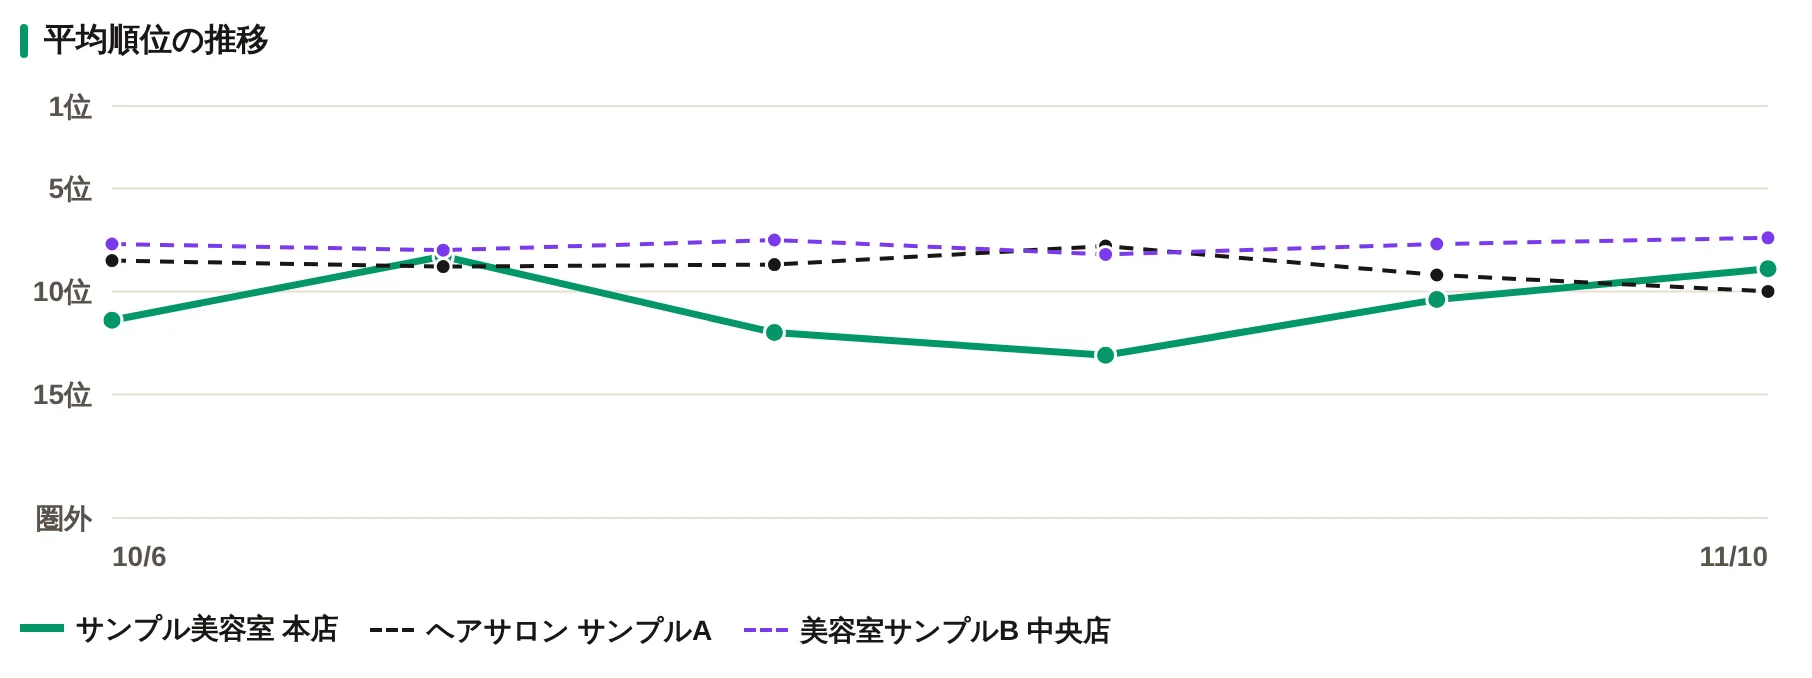 平均順位の推移
1位
5位
10位
15位
圏外
10/6 11/10
サンプル美容室 本店 ヘアサロン サンプルA 美容室サンプルB 中央店